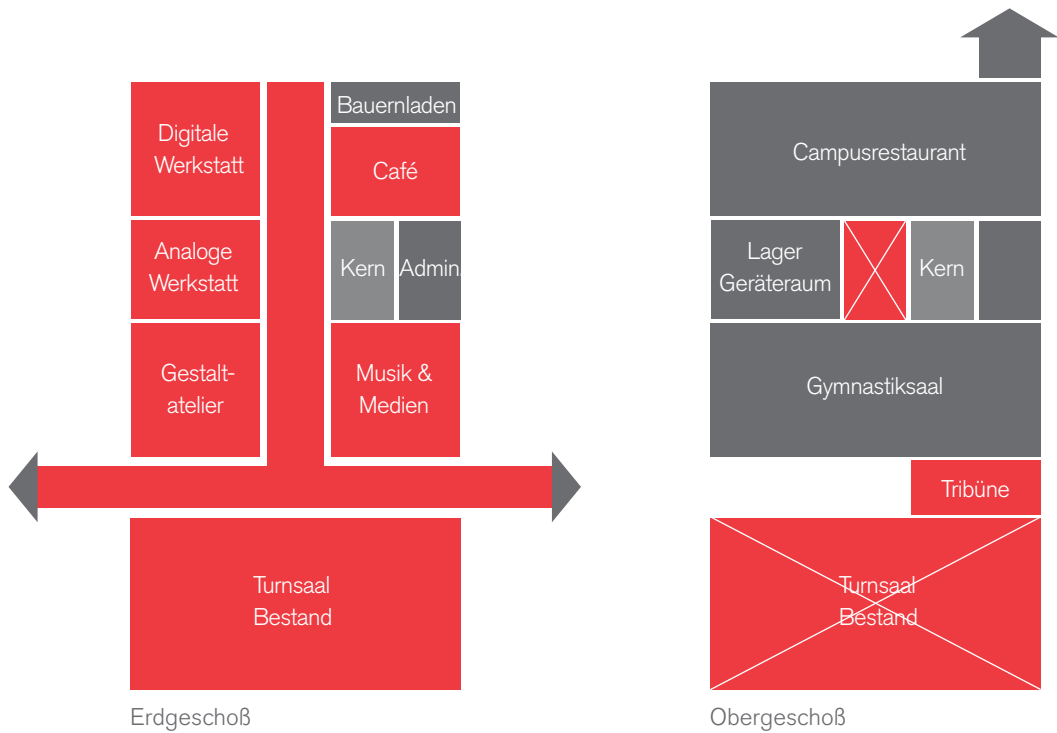 Digitale
Werkstatt
Bauernladen
Café
Analoge
Werkstatt
Kern
Admin.
Gestalt-
atelier
Musik &
Medien
Turnsaal
Bestand
Erdgeschoß
Campusrestaurant
Lager
Geräteraum
Kern
Gymnastiksaal
Tribüne
Turnsaal
Bestand
Obergeschoß